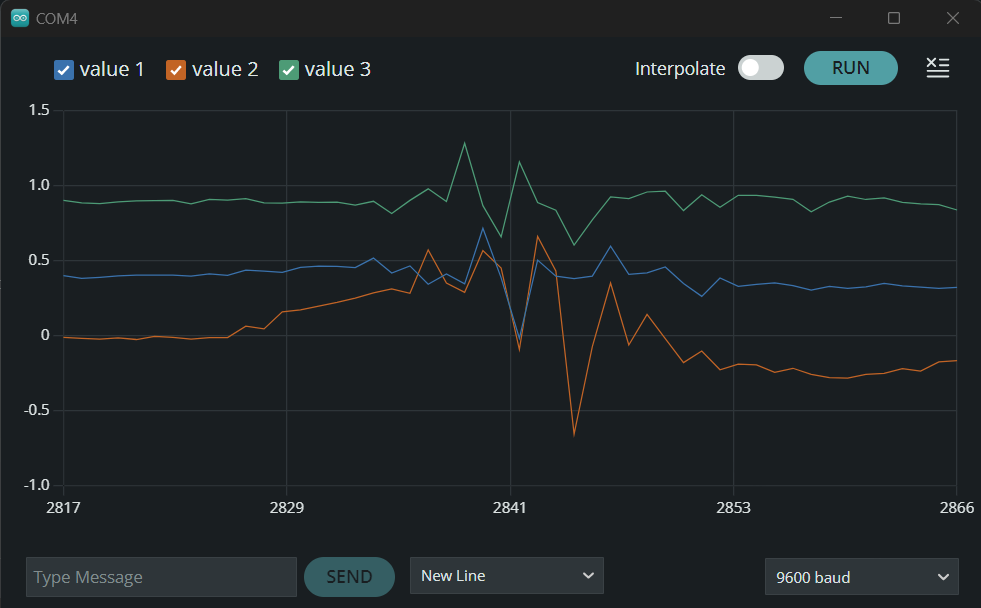 COM4
value 1 value 2 value 3 Interpolate RUN
1.5
1.0
0.5
0
-0.5
-1.0
2817 2829 2841 2853 2866
Type Message SEND New Line 9600 baud